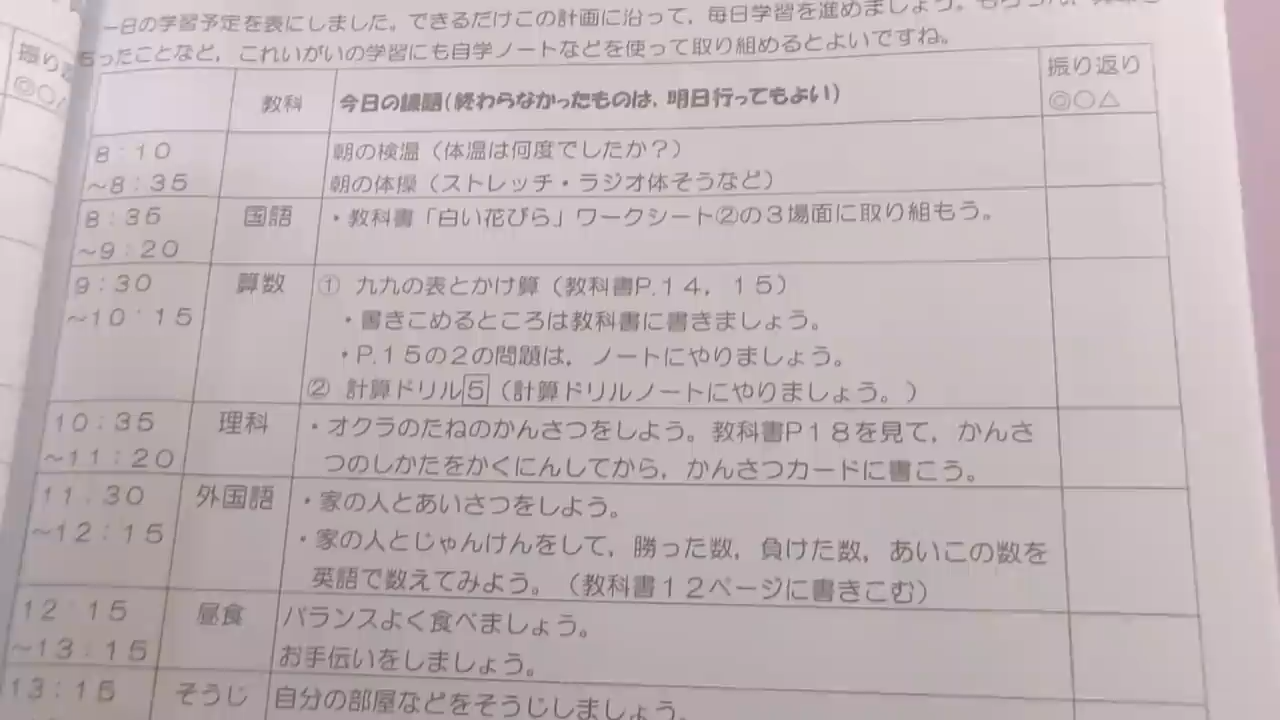 一日の学習予定を表にしました。できるだけこの計画に沿って，毎日学習を進めましょう。
ったことなど，これいがいの学習にも自学ノートなどを使って取り組めるとよいですね。
教科 今日の課題（終わらなかったものは，明日行ってもよい） 振り返り
◎○△
8：10 朝の検温（体温は何度でしたか？）
～8：35 朝の体操（ストレッチ・ラジオ体そうなど）
8：35 国語 ・教科書「白い花びら」ワークシート②の３場面に取り組もう。
～9：20
9：30 算数 ① 九九の表とかけ算（教科書P.１４，１５）
～10：15 ・書きこめるところは教科書に書きましょう。
・P.１５の２の問題は，ノートにやりましょう。
② 計算ドリル5（計算ドリルノートにやりましょう。）
10：35 理科 ・オクラのたねのかんさつをしよう。教科書P１８を見て，かんさ
～11：20 つのしかたをかくにんしてから，かんさつカードに書こう。
11：30 外国語 ・家の人とあいさつをしよう。
～12：15 ・家の人とじゃんけんをして，勝った数，負けた数，あいこの数を
英語で数えてみよう。（教科書１２ページに書きこむ）
12：15 昼食 バランスよく食べましょう。
～13：15 お手伝いをしましょう。
13：15 そうじ 自分の部屋などをそうじしましょう。
振り
◎○△